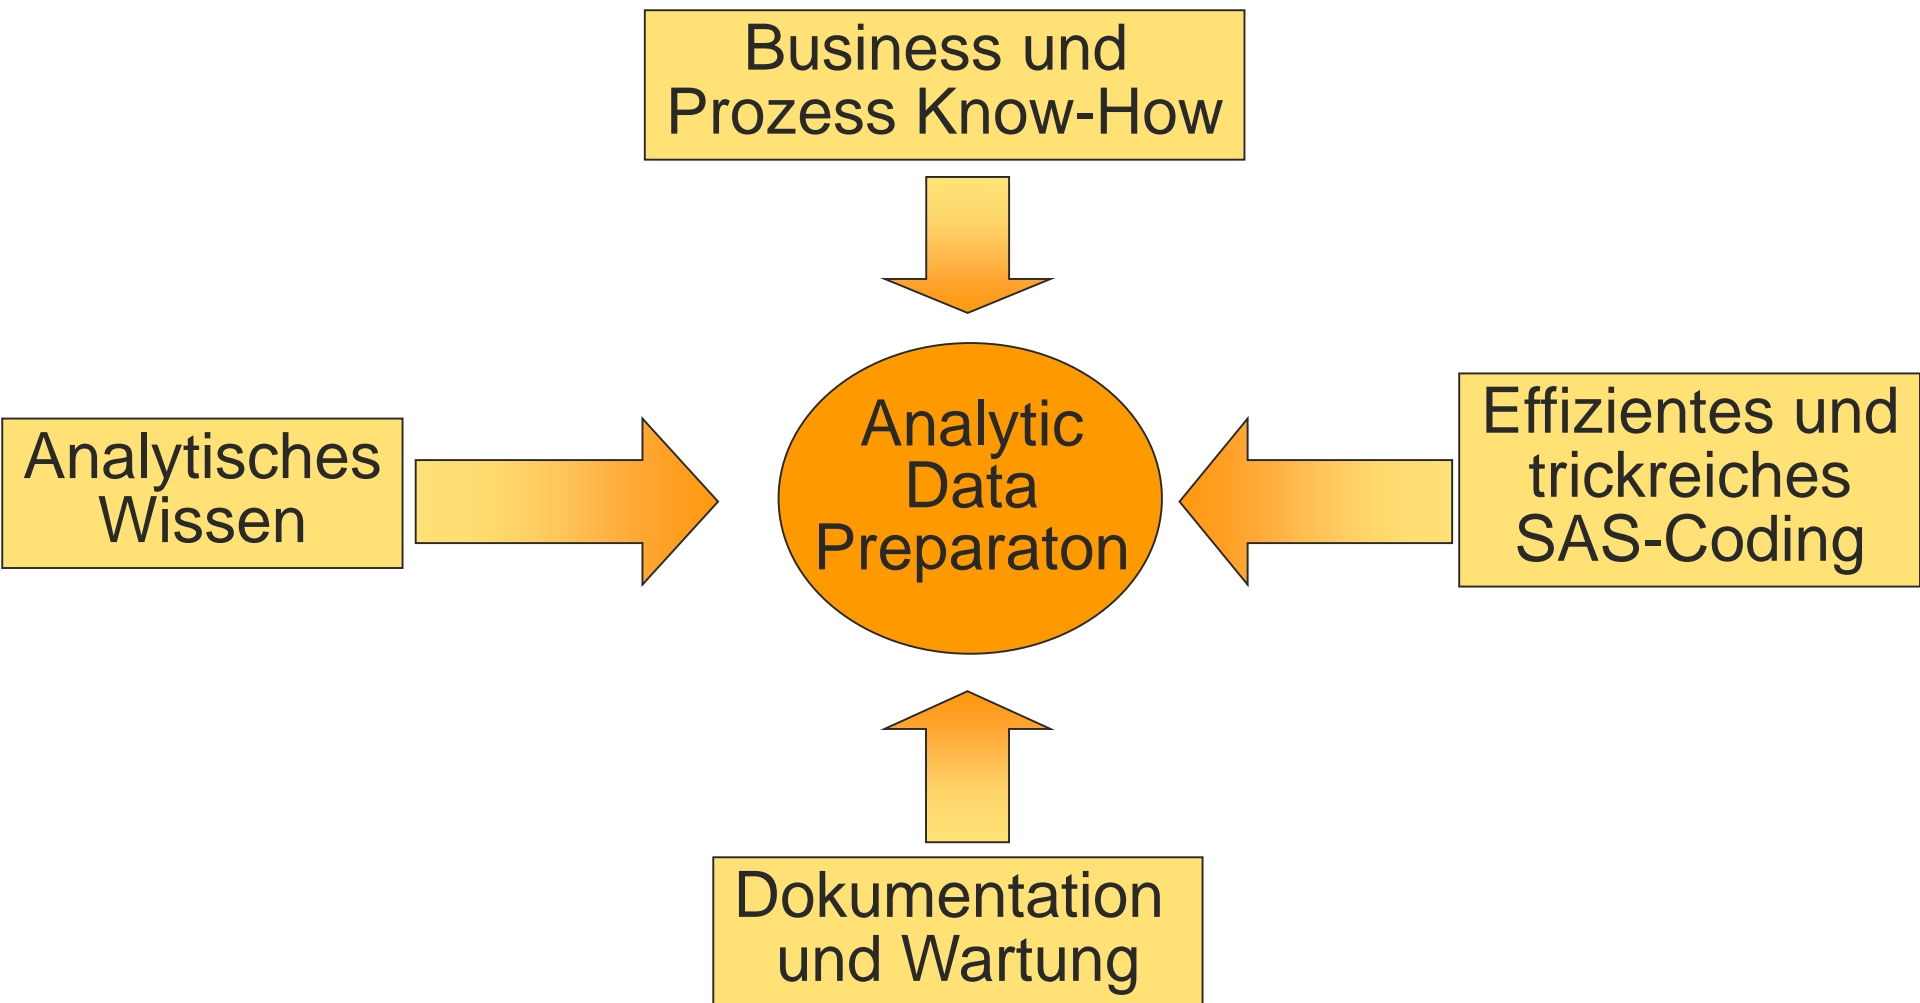 Business und
Prozess Know-How
Analytisches
Wissen
Analytic
Data
Preparaton
Effizientes und
trickreiches
SAS-Coding
Dokumentation
und Wartung